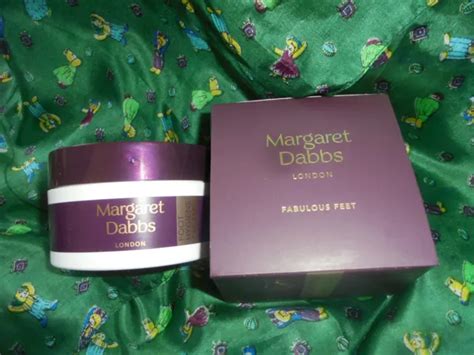 Margaret
Dabbs
LONDON
Margaret
Dabbs
LONDON
FABULOUS FEET